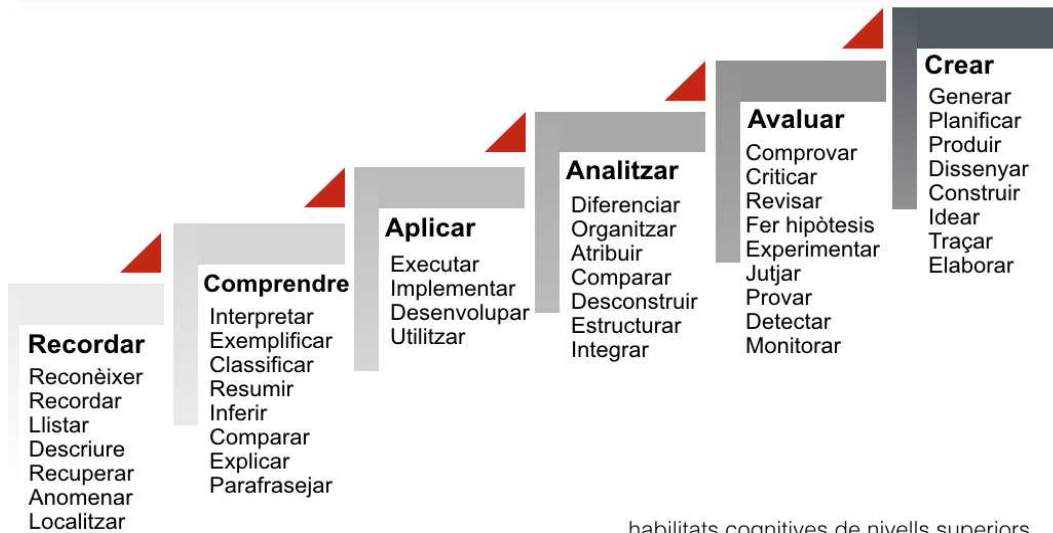 Recordar
Reconèixer
Recordar
Llistar
Descriure
Recuperar
Anomenar
Localitzar
Comprendre
Interpretar
Exemplificar
Classificar
Resumir
Inferir
Comparar
Explicar
Parafrasejar
Aplicar
Executar
Implementar
Desenvolupar
Utilitzar
Analitzar
Diferenciar
Organitzar
Atribuir
Comparar
Desconstruir
Estructurar
Integrar
Avaluar
Comprovar
Criticar
Revisar
Fer hipòtesis
Experimentar
Jutjar
Provar
Detectar
Monitorar
Crear
Generar
Planificar
Produir
Dissenyar
Construir
Idear
Traçar
Elaborar
habilitats cognitives de nivells superiors